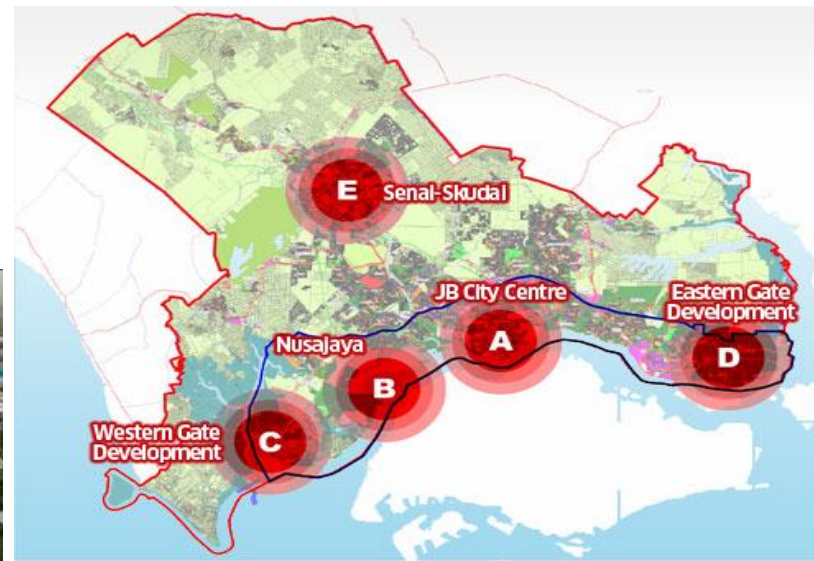 E
Senai-Skudai
JB City Centre
A
Eastern Gate
Development
D
Nusajaya
B
Western Gate
Development
C